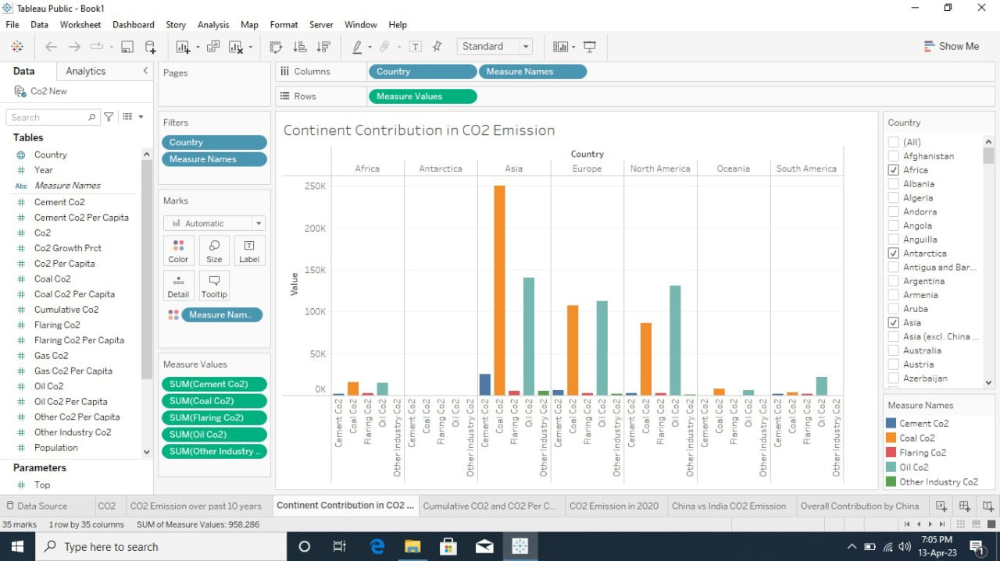 Tableau Public - Book1
File Data Worksheet Dashboard Story Analysis Map Format Server Window Help
Standard
Show Me
Data Analytics
Co2 New
Search
Tables
Country
Year
Abc Measure Names
Cement Co2
Cement Co2 Per Capita
Co2
Co2 Growth Prct
Co2 Per Capita
Coal Co2
Coal Co2 Per Capita
Cumulative Co2
Flaring Co2
Flaring Co2 Per Capita
Gas Co2
Gas Co2 Per Capita
Oil Co2
Oil Co2 Per Capita
Other Co2 Per Capita
Other Industry Co2
Population
Parameters
Top
Pages
Filters
Country
Measure Names
Marks
Automatic
Color Size Label
Detail Tooltip
Measure Nam..
Measure Values
SUM(Cement Co2)
SUM(Coal Co2)
SUM(Flaring Co2)
SUM(Oil Co2)
SUM(Other Industry ..
Columns Country Measure Names
Rows Measure Values
Continent Contribution in CO2 Emission
Country
Africa Antarctica Asia Europe North America Oceania South America
250K
200K
150K
100K
50K
0K
Value
Cement Co2
Coal Co2
Flaring Co2
Oil Co2
Other Industry Co2
Cement Co2
Coal Co2
Flaring Co2
Oil Co2
Other Industry Co2
Cement Co2
Coal Co2
Flaring Co2
Oil Co2
Other Industry Co2
Cement Co2
Coal Co2
Flaring Co2
Oil Co2
Other Industry Co2
Cement Co2
Coal Co2
Flaring Co2
Oil Co2
Other Industry Co2
Cement Co2
Coal Co2
Flaring Co2
Oil Co2
Other Industry Co2
Cement Co2
Coal Co2
Flaring Co2
Oil Co2
Other Industry Co2
Country
(All)
Afghanistan
Africa
Albania
Algeria
Andorra
Angola
Anguilla
Antarctica
Antigua and Bar...
Argentina
Armenia
Aruba
Asia
Asia (excl. China ...
Australia
Austria
Azerbaijan
Measure Names
Cement Co2
Coal Co2
Flaring Co2
Oil Co2
Other Industry Co2
Data Source CO2 CO2 Emission over past 10 years Continent Contribution in CO2 ... Cumulative CO2 and CO2 Per C... CO2 Emission in 2020 China vs India CO2 Emission Overall Contribution by China
35 marks 1 row by 35 columns SUM of Measure Values: 958,286
Type here to search
7:05 PM
13-Apr-23
1